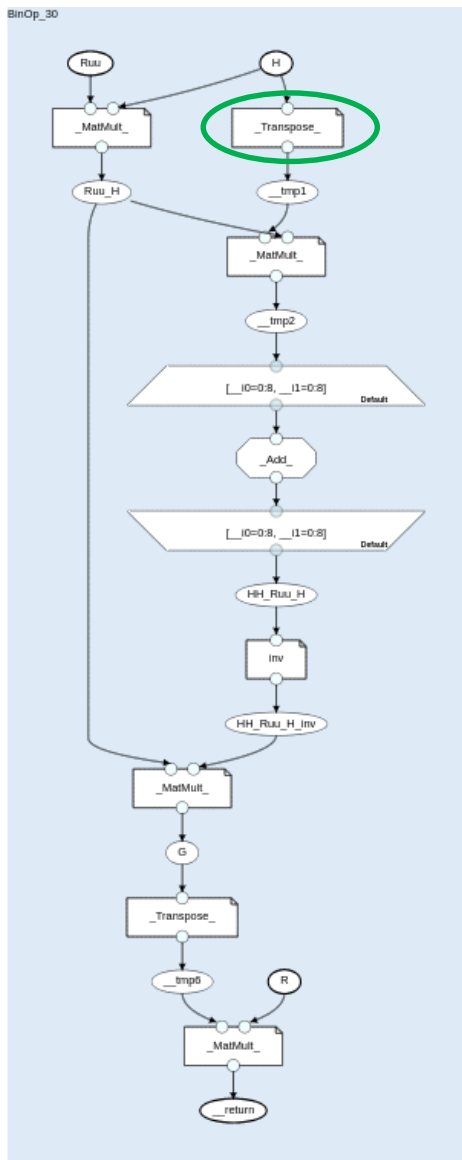 BinOp_30
Ruu
H
_MatMult_
_Transpose_
Ruu_H
__tmp1
_MatMult_
__tmp2
[__i0=0:8, __i1=0:8]
Default
_Add_
[__i0=0:8, __i1=0:8]
Default
HH_Ruu_H
inv
HH_Ruu_H_inv
_MatMult_
G
_Transpose_
__tmp6
R
_MatMult_
__return